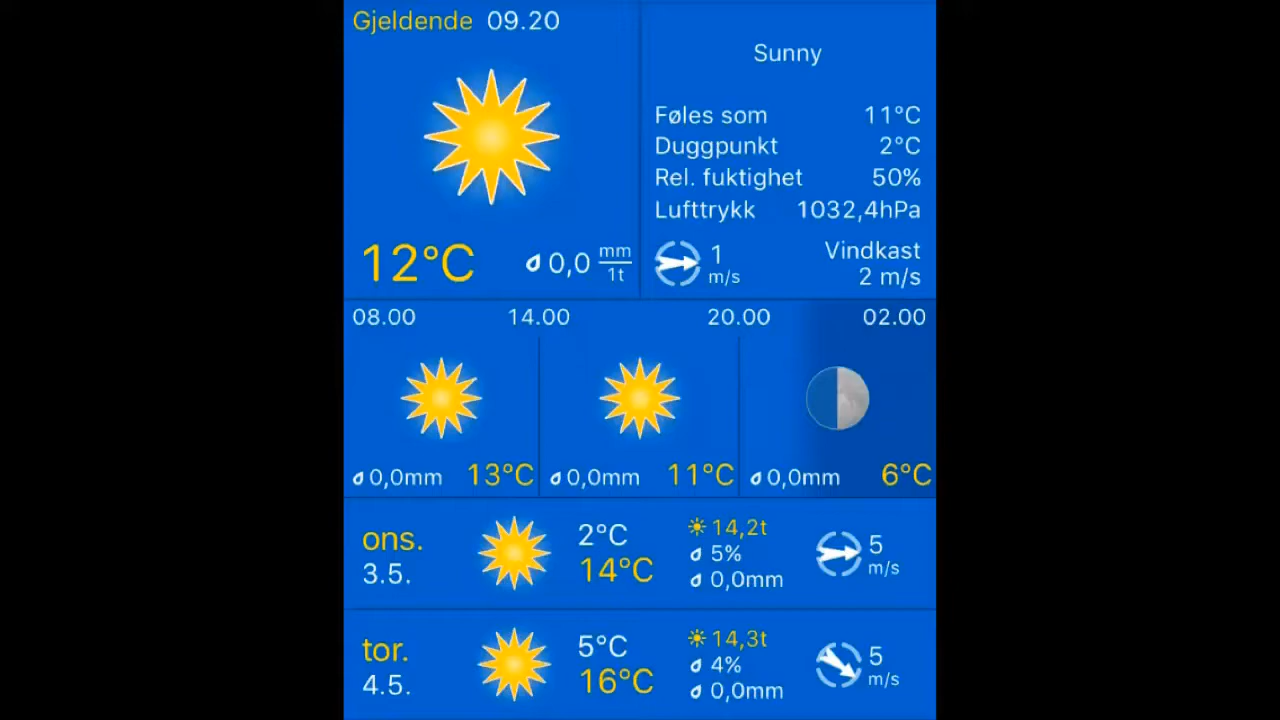 Gjeldende 09.20
12°C
0,0 mm/1t
Sunny
Føles som 11°C
Duggpunkt 2°C
Rel. fuktighet 50%
Lufttrykk 1032,4hPa
1 m/s
Vindkast
2 m/s
08.00 14.00 20.00 02.00
0,0mm 13°C 0,0mm 11°C 0,0mm 6°C
ons.
3.5.
2°C
14°C
14,2t
5%
0,0mm
5 m/s
tor.
4.5.
5°C
16°C
14,3t
4%
0,0mm
5 m/s